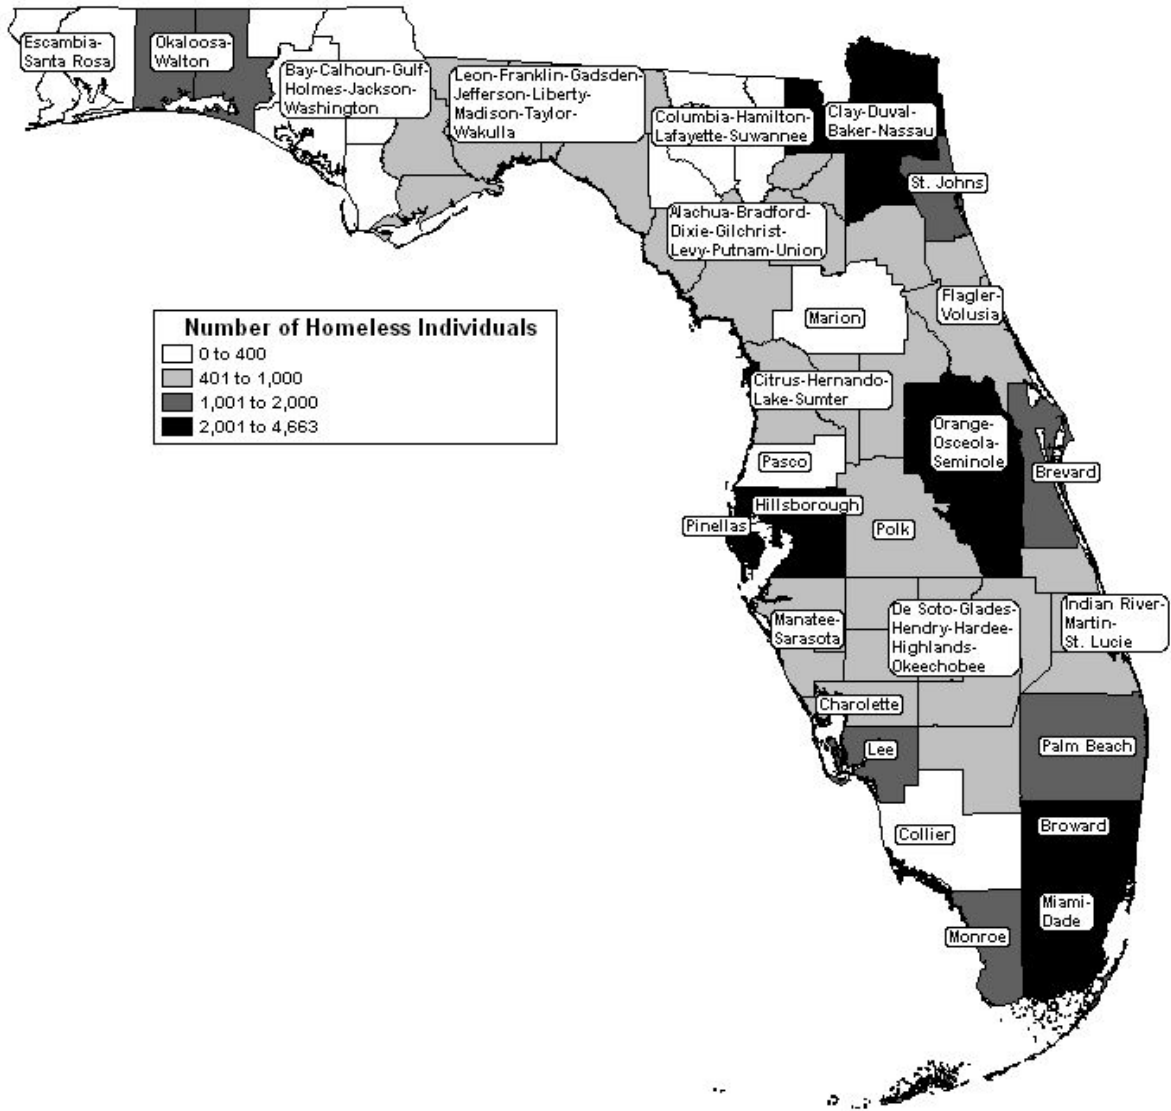 Escambia-
Santa Rosa
Okaloosa-
Walton
Bay-Calhoun-Gulf-
Holmes-Jackson-
Washington
Leon-Franklin-Gadsden-
Jefferson-Liberty-
Madison-Taylor-
Wakulla
Columbia-Hamilton-
Lafayette-Suwannee
Clay-Duval-
Baker-Nassau
St. Johns
Alachua-Bradford-
Dixie-Gilchrist-
Levy-Putnam-Union
Flagler-
Volusia
Marion
Number of Homeless Individuals
0 to 400
401 to 1,000
1,001 to 2,000
2,001 to 4,663
Citrus-Hernando-
Lake-Sumter
Orange-
Osceola-
Seminole
Pasco
Brevard
Hillsborough
Pinellas
Polk
Manatee-
Sarasota
De Soto-Glades-
Hendry-Hardee-
Highlands-
Okeechobee
Indian River-
Martin-
St. Lucie
Charolette
Lee
Palm Beach
Collier
Broward
Miami-
Dade
Monroe